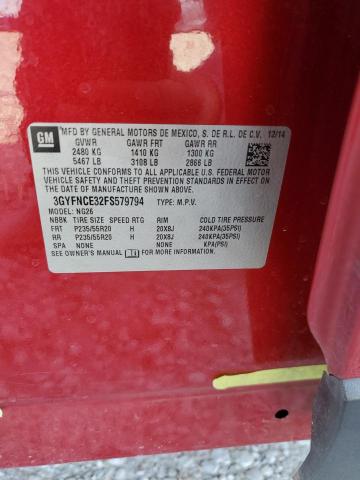 GM
MFD BY GENERAL MOTORS DE MEXICO, S. DE R.L. DE C.V. 12/14
GVWR GAWR FRT GAWR RR
2480 KG 1410 KG 1300 KG
5467 LB 3108 LB 2866 LB
THIS VEHICLE CONFORMS TO ALL APPLICABLE U.S. FEDERAL MOTOR
VEHICLE SAFETY, BUMPER, AND THEFT PREVENTION STANDARDS
IN EFFECT ON THE DATE OF MANUFACTURE SHOWN ABOVE.
3GYFNCE32FS579794 TYPE: M.P.V.
MODEL: NG26
NBBK TIRE SIZE SPEED RTG RIM COLD TIRE PRESSURE
FRT P235/55R20 H 20X8J 240KPA(35PSI)
RR P235/55R20 H 20X8J 240KPA(35PSI)
SPA NONE NONE KPA(PSI)
SEE OWNER'S MANUAL FOR MORE INFORMATION.